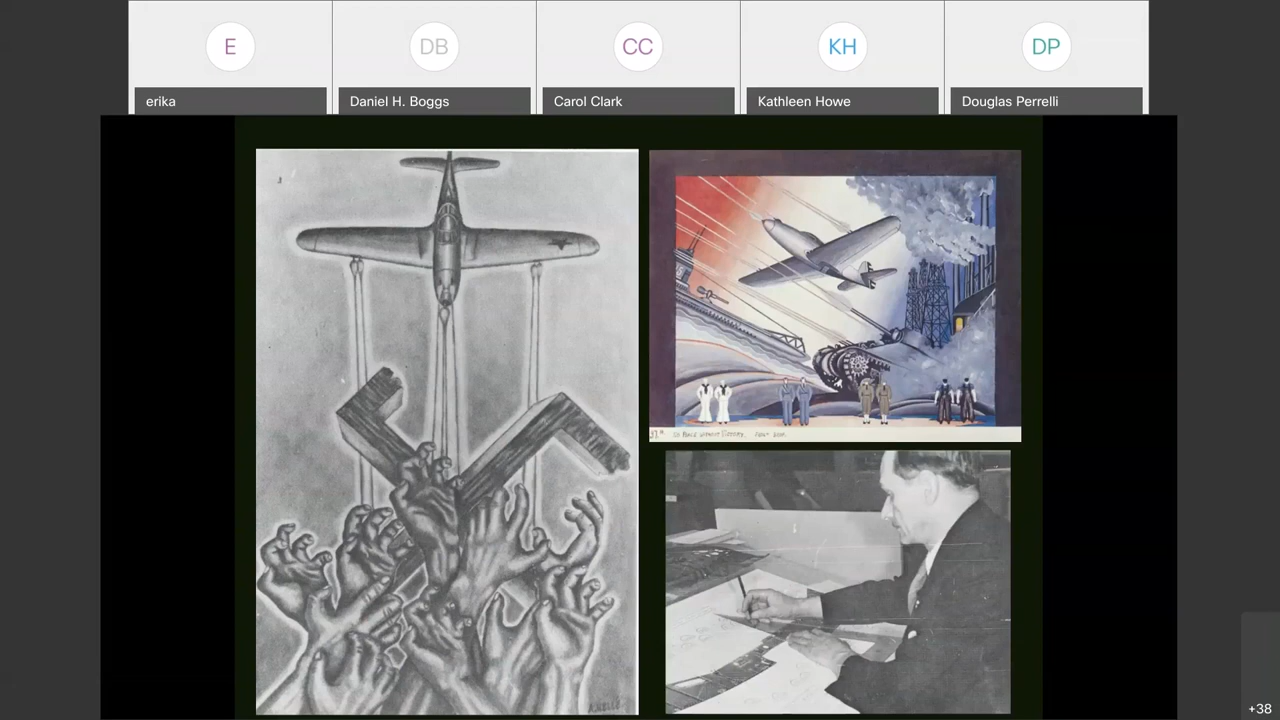 E
DB
CC
KH
DP
erika
Daniel H. Boggs
Carol Clark
Kathleen Howe
Douglas Perrelli
+38